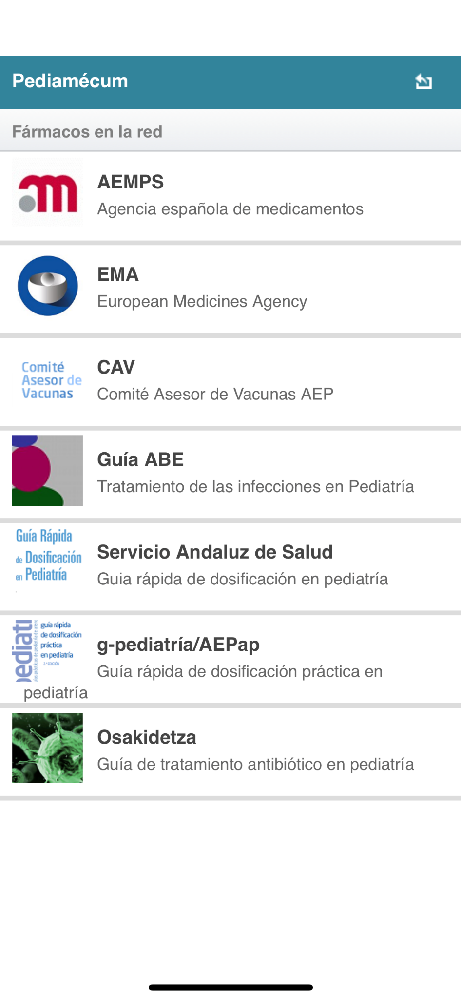 Pediamécum
Fármacos en la red
AEMPS
Agencia española de medicamentos
EMA
European Medicines Agency
Comité
Asesor de
Vacunas
CAV
Comité Asesor de Vacunas AEP
Guía ABE
Tratamiento de las infecciones en Pediatría
Guía Rápida
de Dosificación
en Pediatría
Servicio Andaluz de Salud
Guia rápida de dosificación en pediatría
pediatr
guía rápida
de dosificación
práctica
en pediatría
2.ª EDICIÓN
g-pediatría/AEPap
Guía rápida de dosificación práctica en
pediatría
Osakidetza
Guía de tratamiento antibiótico en pediatría